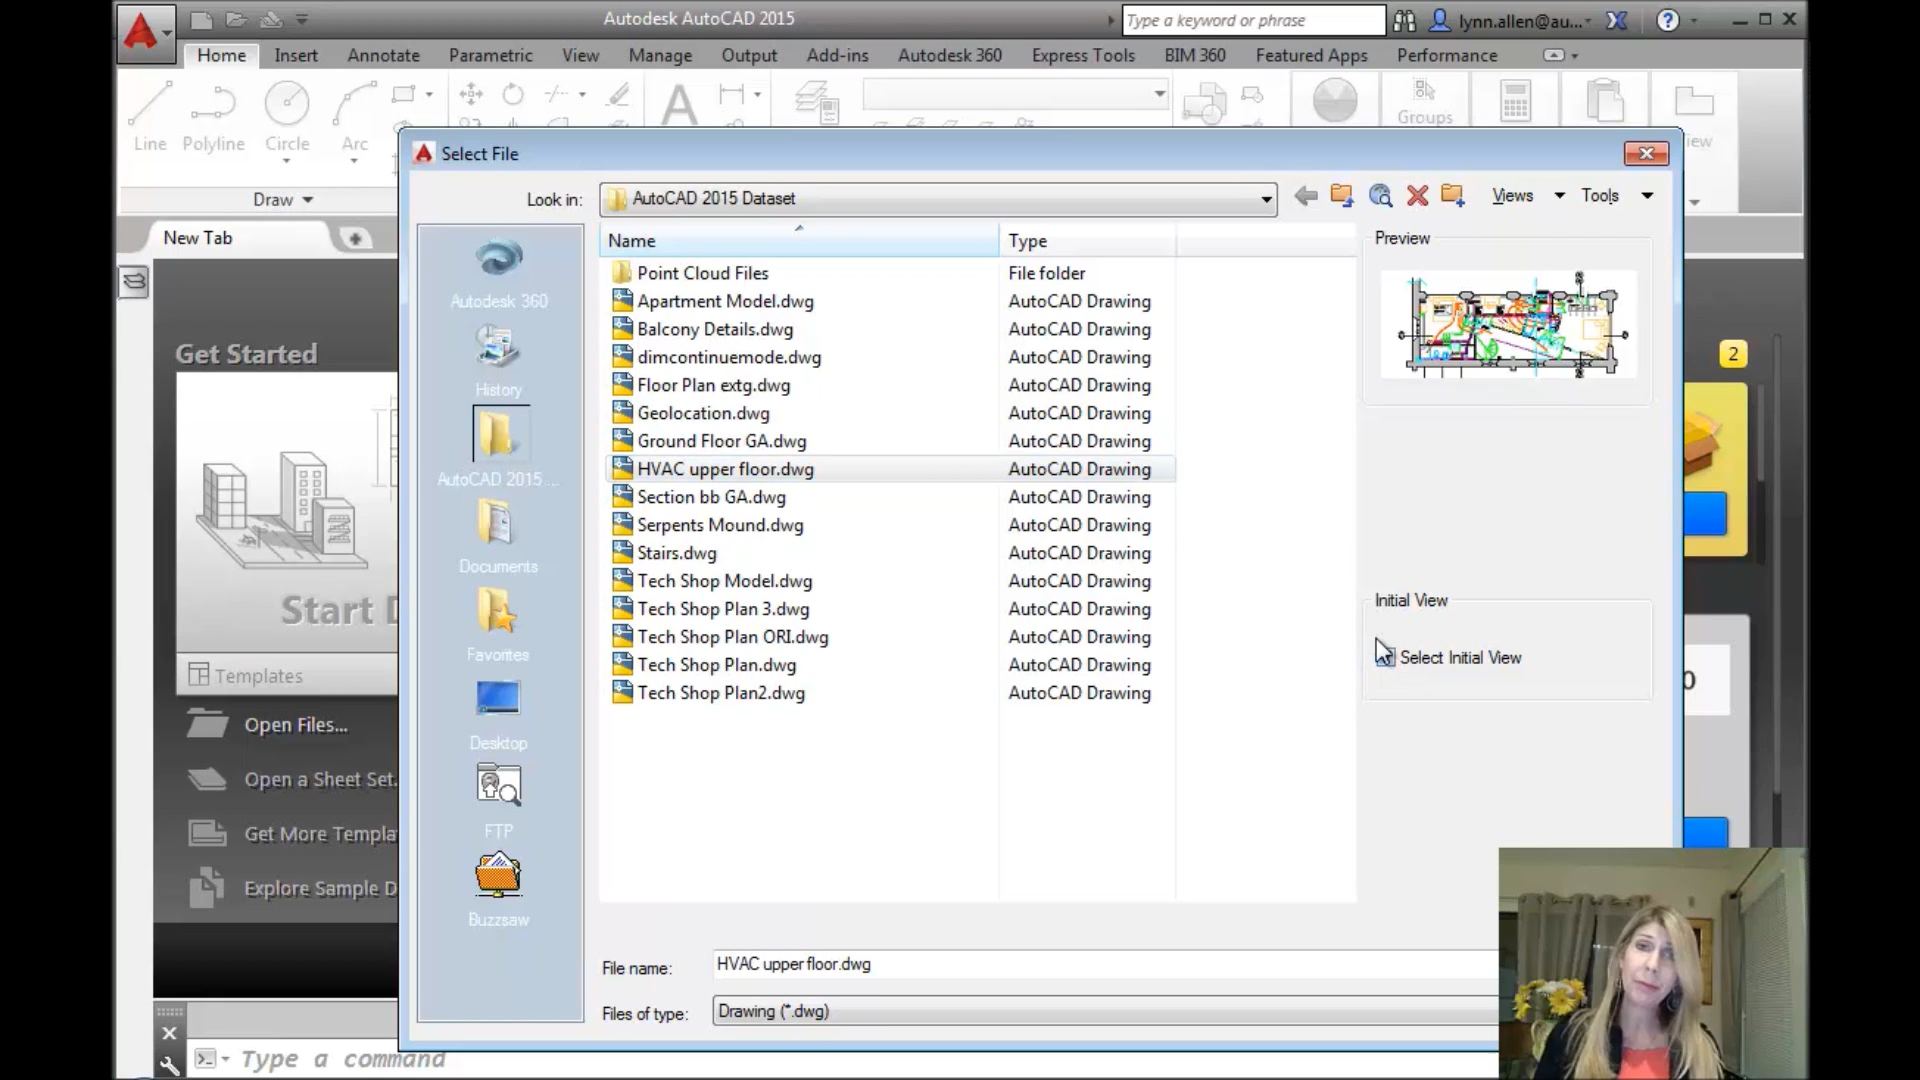 Autodesk AutoCAD 2015
Type a keyword or phrase
lynn.allen@au...
Home Insert Annotate Parametric View Output Manage Add-ins Autodesk 360 Express Tools BIM 360 Featured Apps Performance
Line Polyline Circle Arc
Groups
Draw
New Tab
Get Started
Templates
Open Files...
Open a Sheet Set.
Explore Sample D
Select File
Look in: AutoCAD 2015 Dataset
Views Tools
Autodesk 360
History
AutoCAD 2015 ...
Documents
Favorites
Desktop
FTP
Buzzsaw
Name Type
Point Cloud Files File folder
Apartment Model.dwg AutoCAD Drawing
Balcony Details.dwg AutoCAD Drawing
dimcontinuemode.dwg AutoCAD Drawing
Floor Plan extg.dwg AutoCAD Drawing
Geolocation.dwg AutoCAD Drawing
Ground Floor GA.dwg AutoCAD Drawing
HVAC upper floor.dwg AutoCAD Drawing
Section bb GA.dwg AutoCAD Drawing
Serpents Mound.dwg AutoCAD Drawing
Stairs.dwg AutoCAD Drawing
Tech Shop Model.dwg AutoCAD Drawing
Tech Shop Plan 3.dwg AutoCAD Drawing
Tech Shop Plan ORI.dwg AutoCAD Drawing
Tech Shop Plan.dwg AutoCAD Drawing
Tech Shop Plan2.dwg AutoCAD Drawing
Preview
Initial View
Select Initial View
2
0
File name: HVAC upper floor.dwg
Files of type: Drawing (*.dwg)
Start D
Get More Templa
Type a command